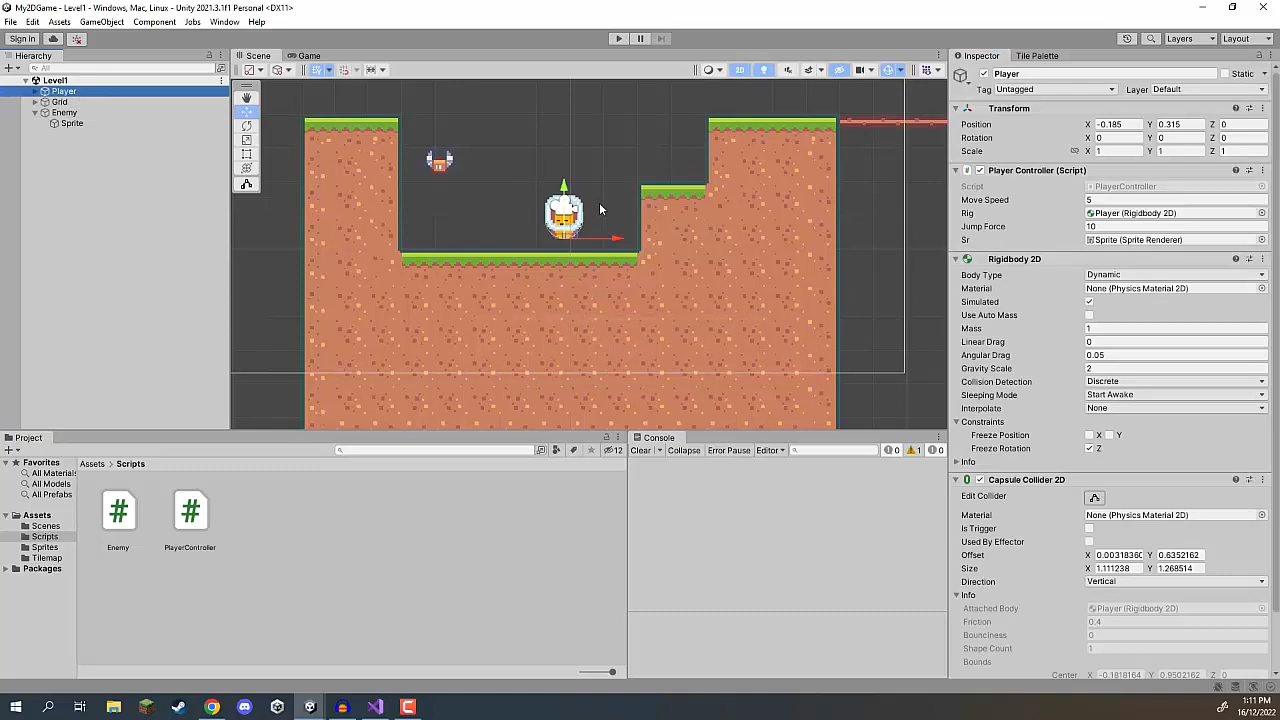 My2DGame - Level1 - Windows, Mac, Linux - Unity 2021.3.1f1 Personal <DX11>
File Edit Assets GameObject Component Jobs Window Help
Sign in
Layers
Layout
Hierarchy
All
Level1
Player
Grid
Enemy
Sprite
Scene
Game
2D
Inspector
Tile Palette
Player
Static
Tag Untagged
Layer Default
Transform
Position X -0.185 Y 0.315 Z 0
Rotation X 0 Y 0 Z 0
Scale X 1 Y 1 Z 1
Player Controller (Script)
Script PlayerController
Move Speed 5
Rig Player (Rigidbody 2D)
Jump Force 10
Sr Sprite (Sprite Renderer)
Rigidbody 2D
Body Type Dynamic
Material None (Physics Material 2D)
Simulated
Use Auto Mass
Mass 1
Linear Drag 0
Angular Drag 0.05
Gravity Scale 2
Collision Detection Discrete
Sleeping Mode Start Awake
Interpolate None
Constraints
Freeze Position X Y
Freeze Rotation Z
Info
Capsule Collider 2D
Edit Collider
Material None (Physics Material 2D)
Is Trigger
Used By Effector
Offset X 0.0031836( Y 0.6352162
Size X 1.111238 Y 1.268514
Direction Vertical
Info
Attached Body Player (Rigidbody 2D)
Friction 0.4
Bounciness 0
Shape Count 1
Bounds
Center X -0.1818164 Y 0.9502162 Z 0
Project
12
Favorites
All Materials
All Models
All Prefabs
Assets
Scenes
Scripts
Sprites
Tilemap
Packages
Assets > Scripts
Enemy
PlayerController
Console
Clear Collapse Error Pause Editor
0 1 0
1:11 PM
16/12/2022